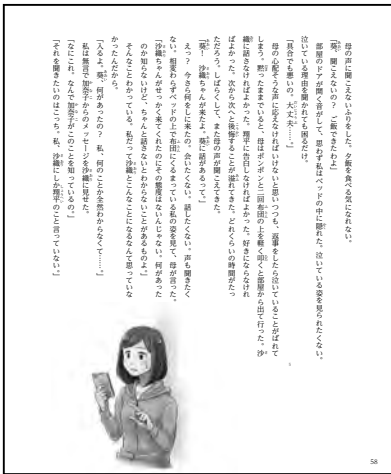 母の声に聞こえないふりをした。夕飯を食べる気になれない。
「葵、聞こえないの？　ご飯できたわよ」
部屋のドアが開く音がして、思わず私はベッドの中に隠れた。泣いている姿を見られたくない。
泣いている理由を聞かれても困るだけ。
「具合でも悪いの。大丈夫……」
母の心配そうな声に応えなければいけないと思いつつも、返事をしたら泣いていることがばれて
しまう。黙ったままでいると、母はポンポンと二回布団の上を軽く叩くと部屋から出て行った。沙
織に話さなければよかった。翔平に告白しなければよかった。好きにならなけれ
ばよかった。次から次へと後悔することが溢れてきた。どれくらいの時間がたっ
ただろう。しばらくして、また母の声が聞こえてきた。
「葵！　沙織ちゃんが来たよ。葵に話があるって」
えっ？　今さら何をしに来たの。会いたくない。話したくない。声も聞きたく
ない。相変わらずベッドの上で布団にくるまっている私の姿を見て、母が言った。
「沙織ちゃんがせっかく来てくれたのにその態度はないんじゃない。何があった
のか知らないけど、ちゃんと話さないとわからないことがあるものよ」
そんなことわかっている。私だって沙織とこんなことになるなんて思っていな
かったんだから。
「入るよ。葵、何があったの？　私、何のことか全然わからなくて……」
私は無言で加奈子からのメッセージを沙織に見せた。
「なにこれ。なんで加奈子がこのことを知っているの」
「それを聞きたいのはこっち。私、沙織にしか翔平のこと言っていない」
58